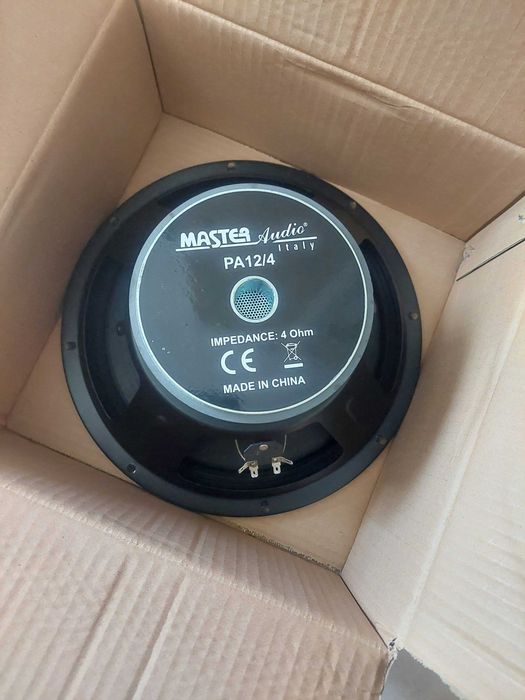 MASTER Audio®
Italy
PA12/4
IMPEDANCE: 4 Ohm
CE
MADE IN CHINA